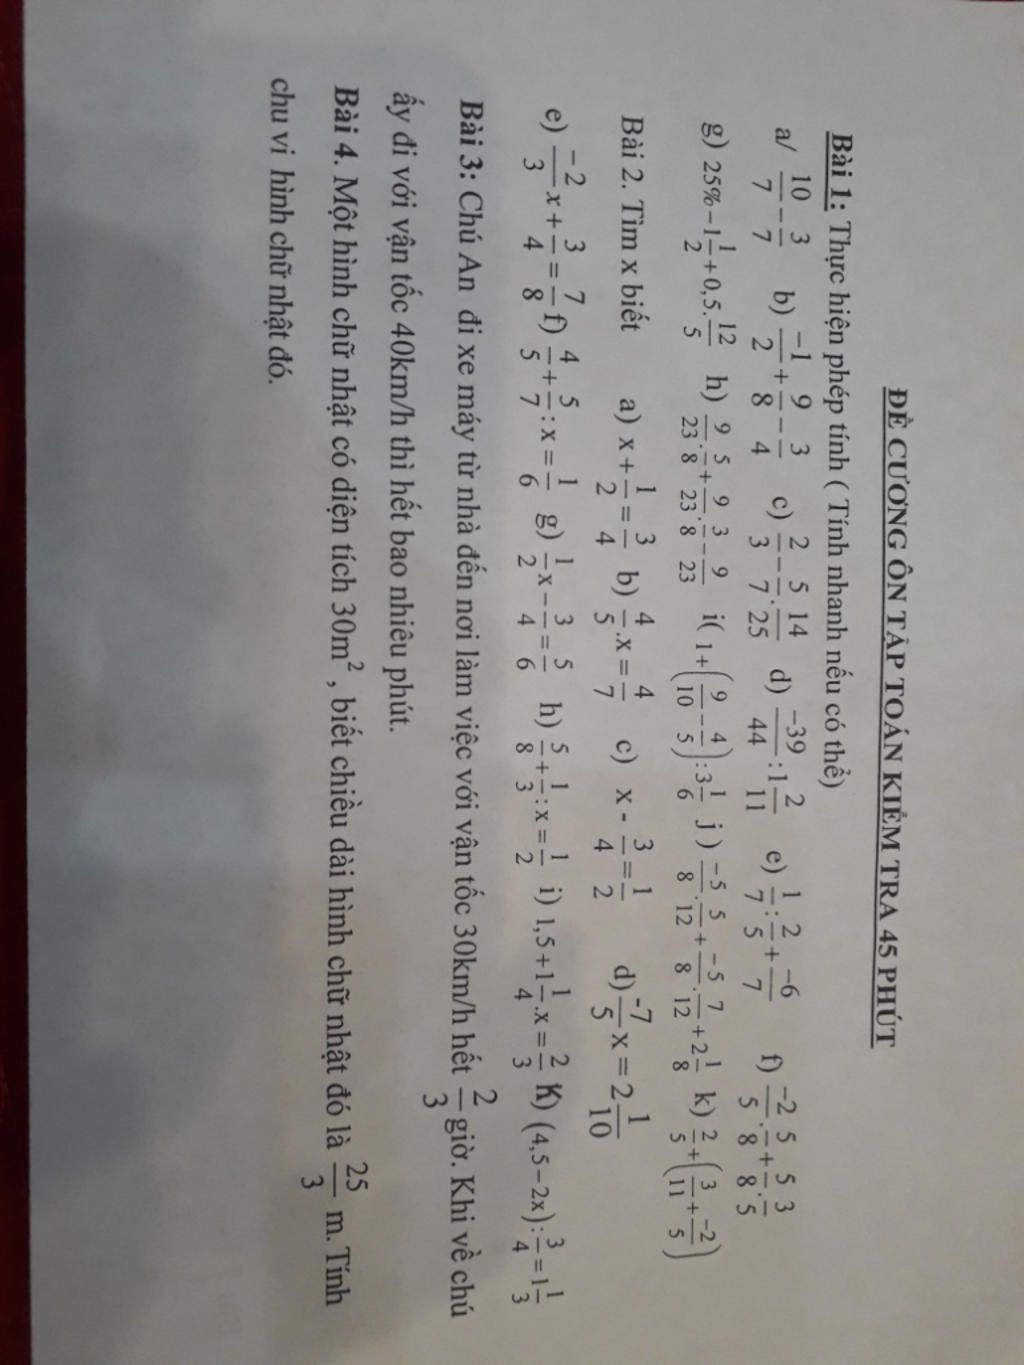 ĐỀ CƯƠNG ÔN TẬP TOÁN KIỂM TRA 45 PHÚT
Bài 1: Thực hiện phép tính ( Tính nhanh nếu có thể)
a/ 10/7 − 3/7 b) −1/2 + 9/8 − 3/4 c) 2/3 − 5/7 . 14/25 d) −39/44 : 1 2/11 e) 1/7 : 2/5 + −6/7 f) −2/5 . 5/8 + 5/8 . 3/5
g) 25% − 1 1/2 + 0,5 . 12/5 h) 9/23 . 5/8 + 9/23 . 3/8 − 9/23 i( 1 + (9/10 − 4/5) : 3 1/6 j ) −5/8 . 5/12 + −5/8 . 7/12 + 2 1/8 k) 2/5 + (3/11 + −2/5)
Bài 2. Tìm x biết a) x + 1/2 = 3/4 b) 4/5 .x = 4/7 c) x - 3/4 = 1/2 d) -7/5 x = 2 1/10
e) −2/3 x + 3/4 = 7/8 f) 4/5 + 5/7 : x = 1/6 g) 1/2 x − 3/4 = 5/6 h) 5/8 + 1/3 : x = 1/2 i) 1,5 + 1 1/4 .x = 2/3 K) (4,5 − 2x) : 3/4 = 1 1/3
Bài 3: Chú An đi xe máy từ nhà đến nơi làm việc với vận tốc 30km/h hết 2/3 giờ. Khi về chú
ấy đi với vận tốc 40km/h thì hết bao nhiêu phút.
Bài 4. Một hình chữ nhật có diện tích 30m², biết chiều dài hình chữ nhật đó là 25/3 m. Tính
chu vi hình chữ nhật đó.